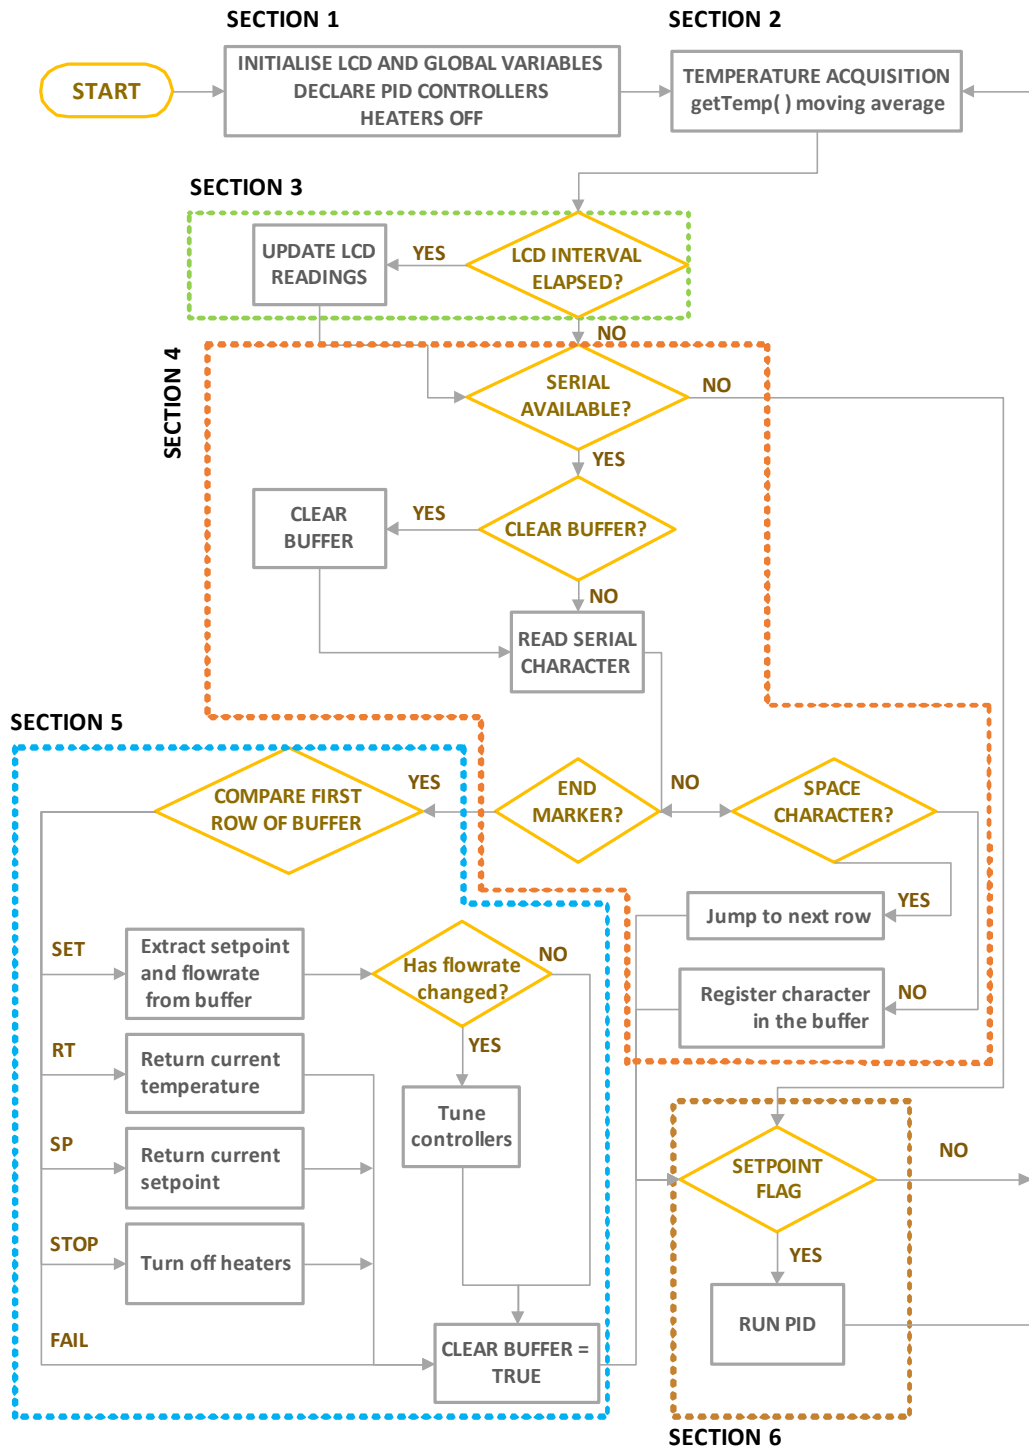 SECTION 1
SECTION 2
START
INITIALISE LCD AND GLOBAL VARIABLES
DECLARE PID CONTROLLERS
HEATERS OFF
TEMPERATURE ACQUISITION
getTemp( ) moving average
SECTION 3
UPDATE LCD
READINGS
YES
LCD INTERVAL
ELAPSED?
NO
SECTION 4
SERIAL
AVAILABLE?
NO
YES
CLEAR
BUFFER
YES
CLEAR BUFFER?
NO
READ SERIAL
CHARACTER
SECTION 5
COMPARE FIRST
ROW OF BUFFER
YES
END
MARKER?
NO
SPACE
CHARACTER?
YES
Jump to next row
NO
Register character
in the buffer
SET
Extract setpoint
and flowrate
from buffer
Has flowrate
changed?
NO
YES
RT
Return current
temperature
Tune
controllers
SP
Return current
setpoint
STOP
Turn off heaters
FAIL
CLEAR BUFFER =
TRUE
SETPOINT
FLAG
NO
YES
RUN PID
SECTION 6